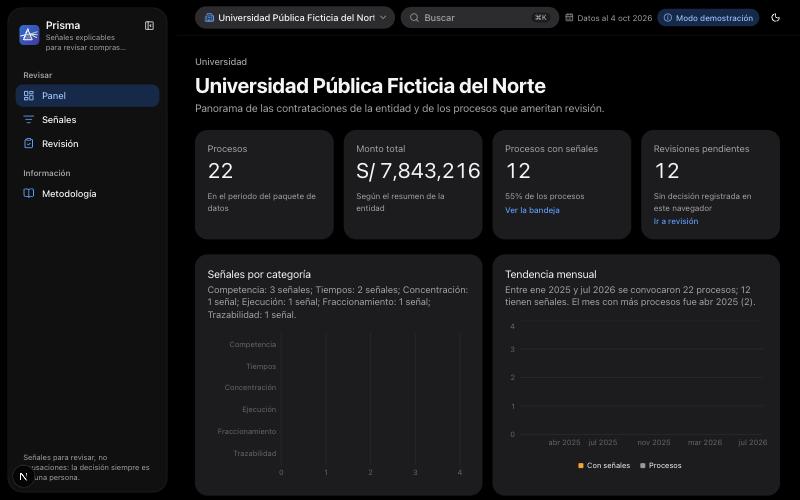 Prisma
Señales explicables
para revisar compras...
Revisar
Panel
Señales
Revisión
Información
Metodología
Señales para revisar, no
usaciones: la decisión siempre es
una persona.
N
Universidad Pública Ficticia del Nort
Buscar
⌘K
Datos al 4 oct 2026
Modo demostración
Universidad
Universidad Pública Ficticia del Norte
Panorama de las contrataciones de la entidad y de los procesos que ameritan revisión.
Procesos
22
En el periodo del paquete de
datos
Monto total
S/ 7,843,216
Según el resumen de la
entidad
Procesos con señales
12
55% de los procesos
Ver la bandeja
Revisiones pendientes
12
Sin decisión registrada en
este navegador
Ir a revisión
Señales por categoría
Competencia: 3 señales; Tiempos: 2 señales; Concentración:
1 señal; Ejecución: 1 señal; Fraccionamiento: 1 señal;
Trazabilidad: 1 señal.
Competencia
Tiempos
Concentración
Ejecución
Fraccionamiento
Trazabilidad
0 1 2 3 4
Tendencia mensual
Entre ene 2025 y jul 2026 se convocaron 22 procesos; 12
tienen señales. El mes con más procesos fue abr 2025 (2).
4
3
2
1
0
abr 2025 jul 2025 nov 2025 mar 2026 jul 2026
Con señales Procesos